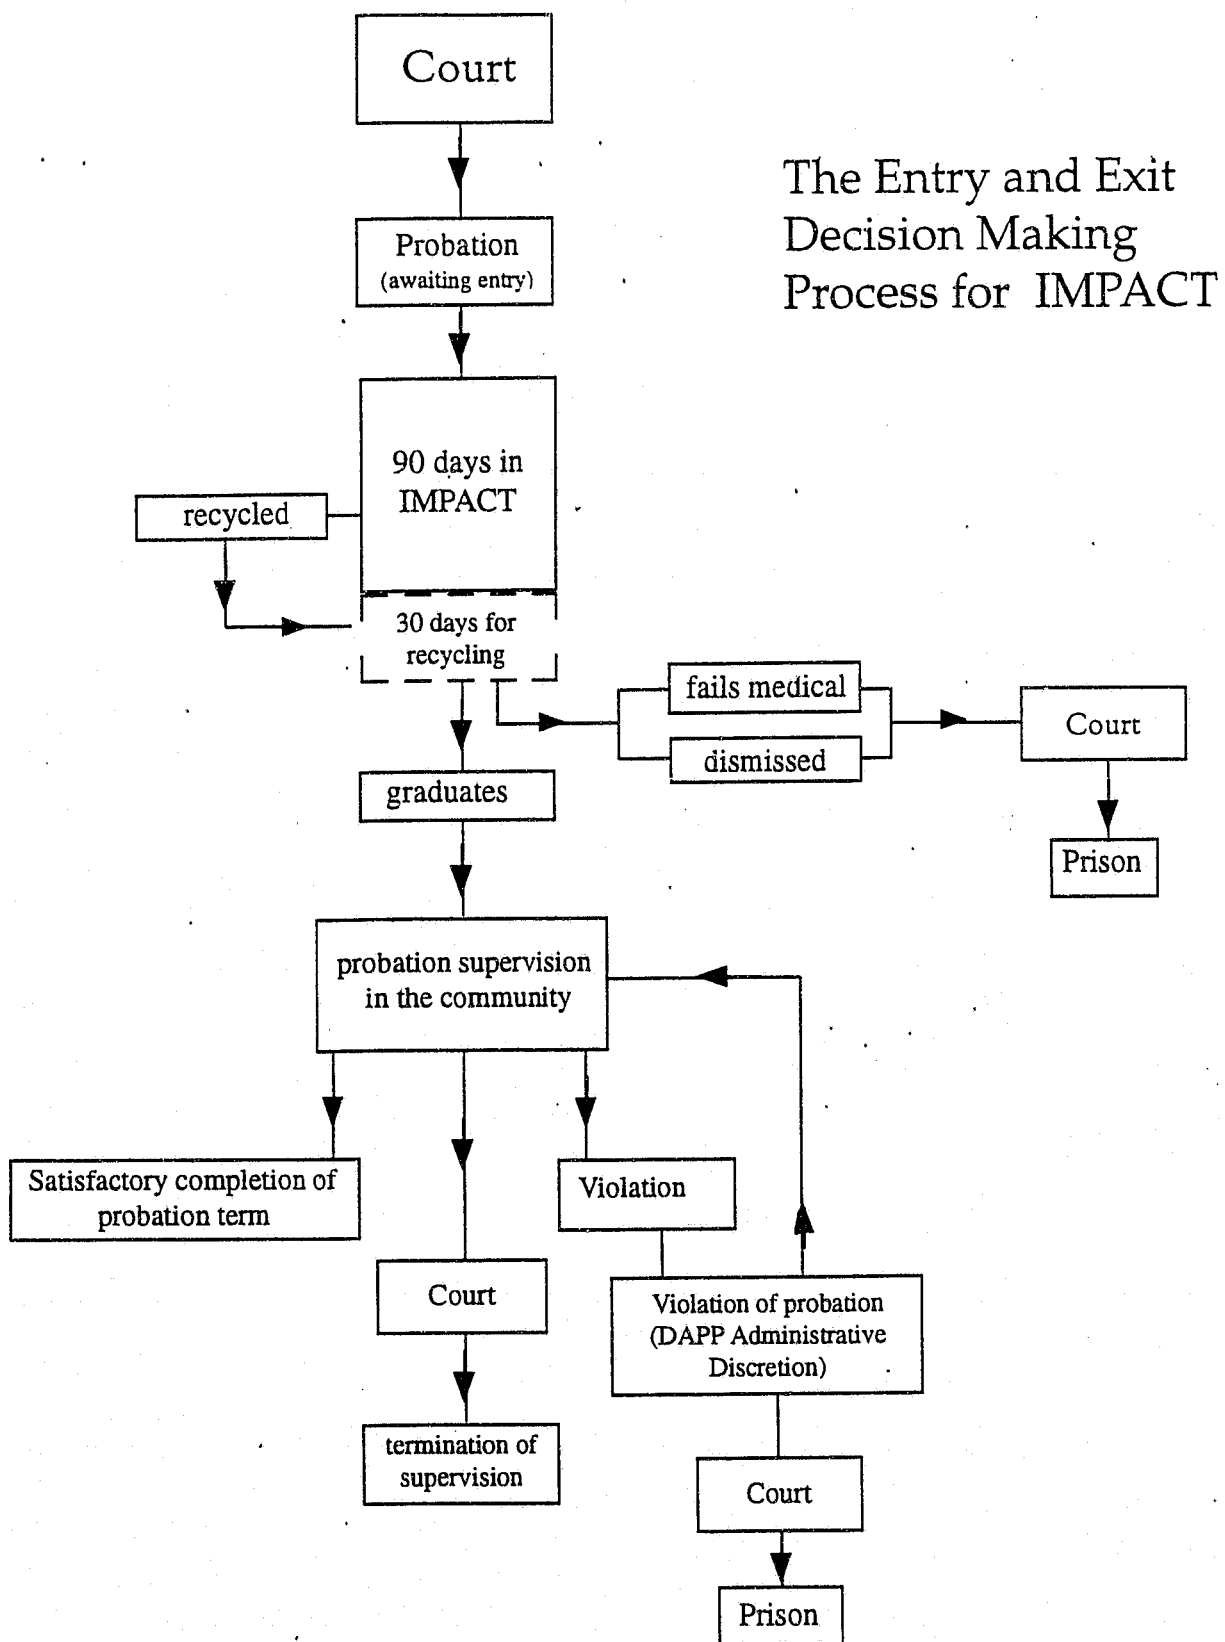 Court
The Entry and Exit
Decision Making
Process for IMPACT
Probation
(awaiting entry)
90 days in
IMPACT
recycled
30 days for
recycling
fails medical
dismissed
Court
Prison
graduates
probation supervision
in the community
Satisfactory completion of
probation term
Violation
Court
Violation of probation
(DAPP Administrative
Discretion)
termination of
supervision
Court
Prison